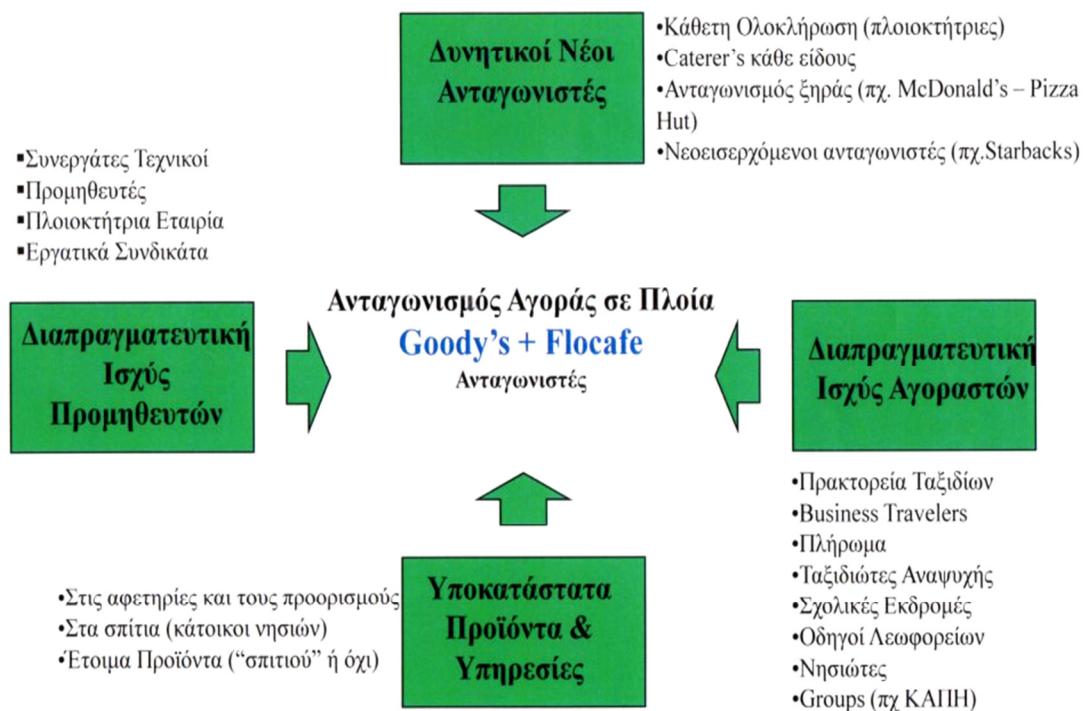 Δυνητικοί Νέοι
Ανταγωνιστές
•Κάθετη Ολοκλήρωση (πλοιοκτήτριες)
•Caterer’s κάθε είδους
•Ανταγωνισμός ξηράς (πχ. McDonald’s – Pizza
Hut)
•Νεοεισερχόμενοι ανταγωνιστές (πχ.Starbacks)
▪Συνεργάτες Τεχνικοί
▪Προμηθευτές
▪Πλοιοκτήτρια Εταιρία
▪Εργατικά Συνδικάτα
Διαπραγματευτική
Ισχύς
Προμηθευτών
Ανταγωνισμός Αγοράς σε Πλοία
Goody’s + Flocafe
Ανταγωνιστές
Διαπραγματευτική
Ισχύς Αγοραστών
•Πρακτορεία Ταξιδίων
•Business Travelers
•Πλήρωμα
•Ταξιδιώτες Αναψυχής
•Σχολικές Εκδρομές
•Οδηγοί Λεωφορείων
•Νησιώτες
•Groups (πχ ΚΑΠΗ)
•Στις αφετηρίες και τους προορισμούς
•Στα σπίτια (κάτοικοι νησιών)
•Έτοιμα Προϊόντα (“σπιτιού” ή όχι)
Υποκατάστατα
Προϊόντα &
Υπηρεσίες